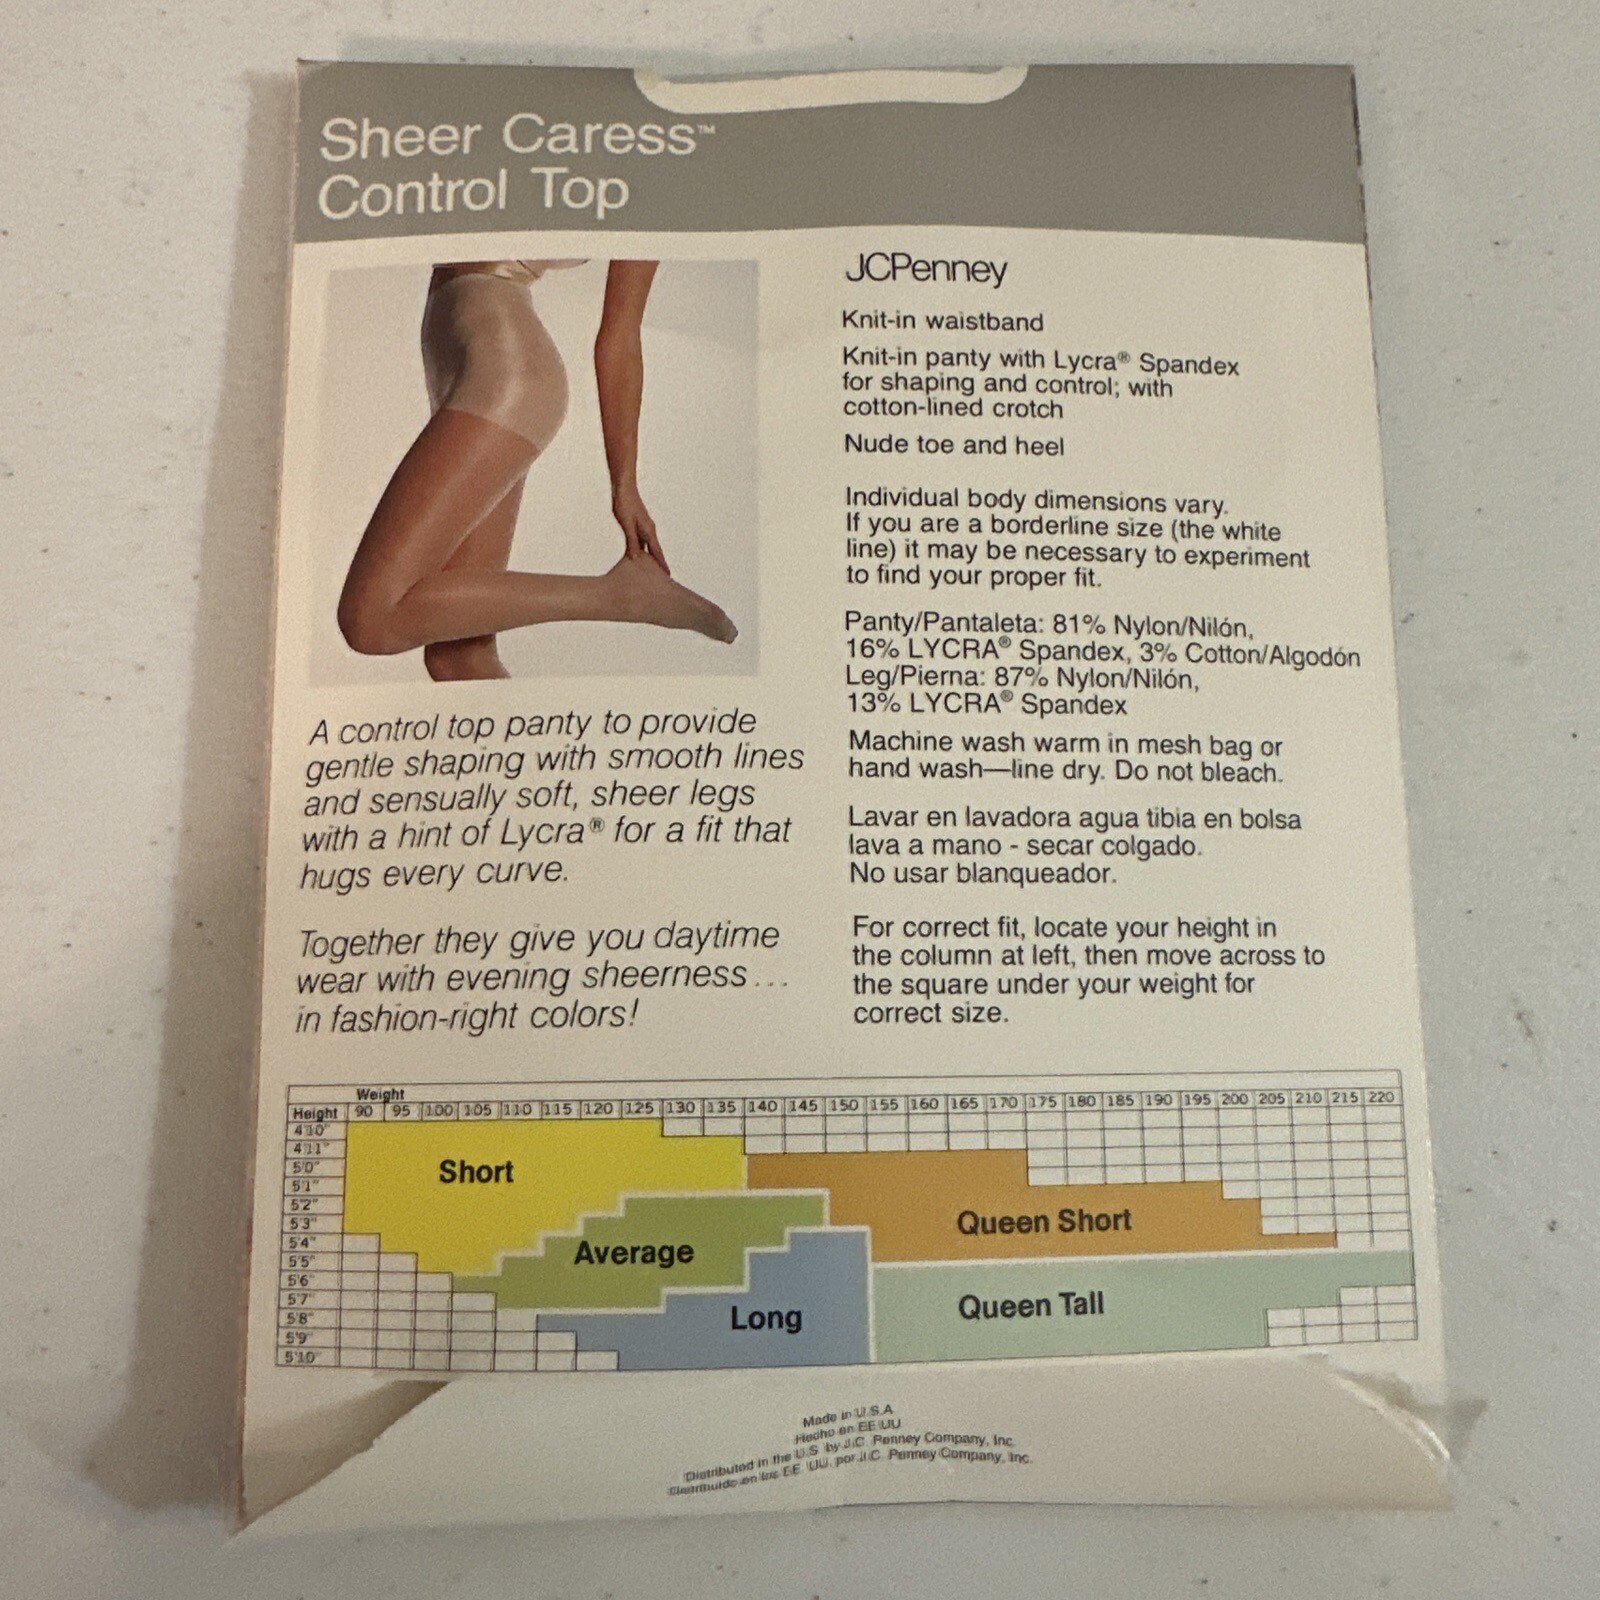 Sheer Caress™
Control Top
JCPenney
Knit-in waistband
Knit-in panty with Lycra® Spandex
for shaping and control; with
cotton-lined crotch
Nude toe and heel
Individual body dimensions vary.
If you are a borderline size (the white
line) it may be necessary to experiment
to find your proper fit.
Panty/Pantaleta: 81% Nylon/Nilón,
16% LYCRA® Spandex, 3% Cotton/Algodón
Leg/Pierna: 87% Nylon/Nilón,
13% LYCRA® Spandex
Machine wash warm in mesh bag or
hand wash—line dry. Do not bleach.
Lavar en lavadora agua tibia en bolsa
lava a mano - secar colgado.
No usar blanqueador.
For correct fit, locate your height in
the column at left, then move across to
the square under your weight for
correct size.
A control top panty to provide
gentle shaping with smooth lines
and sensually soft, sheer legs
with a hint of Lycra® for a fit that
hugs every curve.
Together they give you daytime
wear with evening sheerness...
in fashion-right colors!
Weight
Height 90 95 100 105 110 115 120 125 130 135 140 145 150 155 160 165 170 175 180 185 190 195 200 205 210 215 220
4'10"
4'11"
5'0"
5'1"
5'2"
5'3"
5'4"
5'5"
5'6"
5'7"
5'8"
5'9"
5'10"
Short
Average
Long
Queen Short
Queen Tall
Made in U.S.A
Hecho en EE UU
Distributed in the U.S. by J.C. Penney Company, Inc.
Distribuido en los EE. UU. por J.C. Penney Company, Inc.